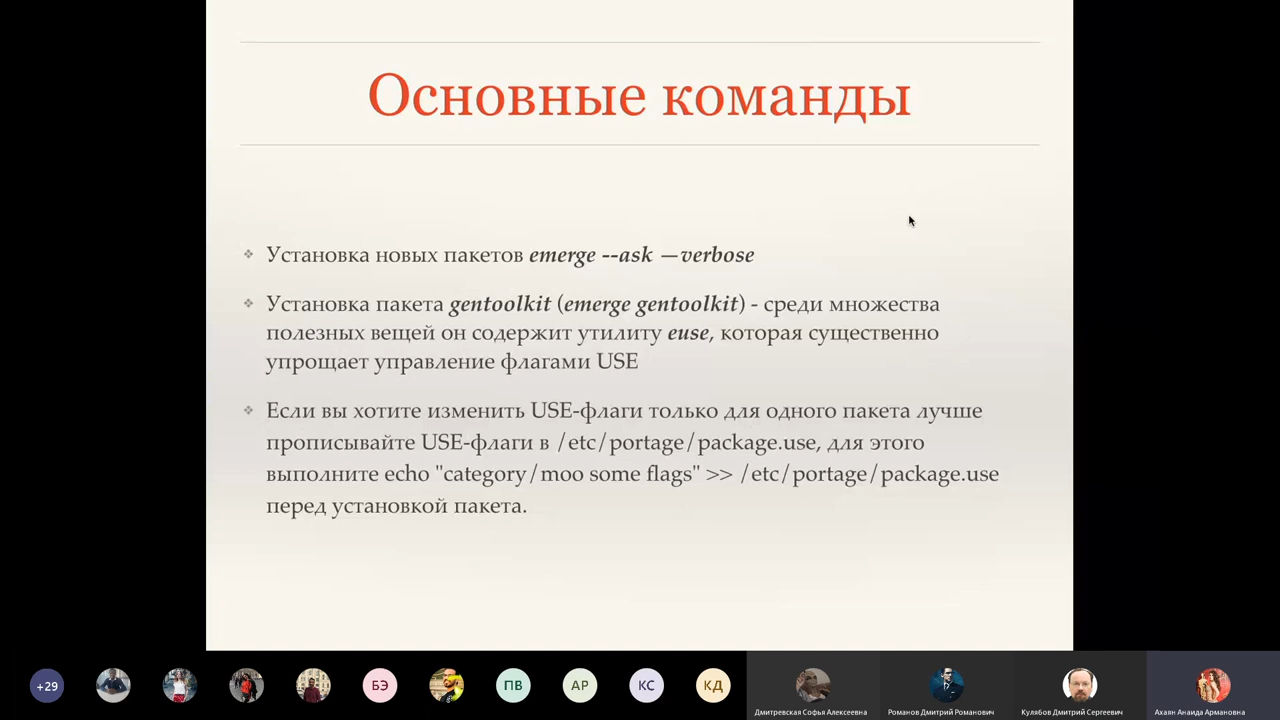 Основные команды
Установка новых пакетов emerge --ask —verbose
Установка пакета gentoolkit (emerge gentoolkit) - среди множества
полезных вещей он содержит утилиту euse, которая существенно
упрощает управление флагами USE
Если вы хотите изменить USE-флаги только для одного пакета лучше
прописывайте USE-флаги в /etc/portage/package.use, для этого
выполните echo "category/moo some flags" >> /etc/portage/package.use
перед установкой пакета.
+29
БЭ
ПВ
АР
КС
КД
Дмитревская Софья Алексеевна
Романов Дмитрий Романович
Кулябов Дмитрий Сергеевич
Ахаян Анаида Армановна